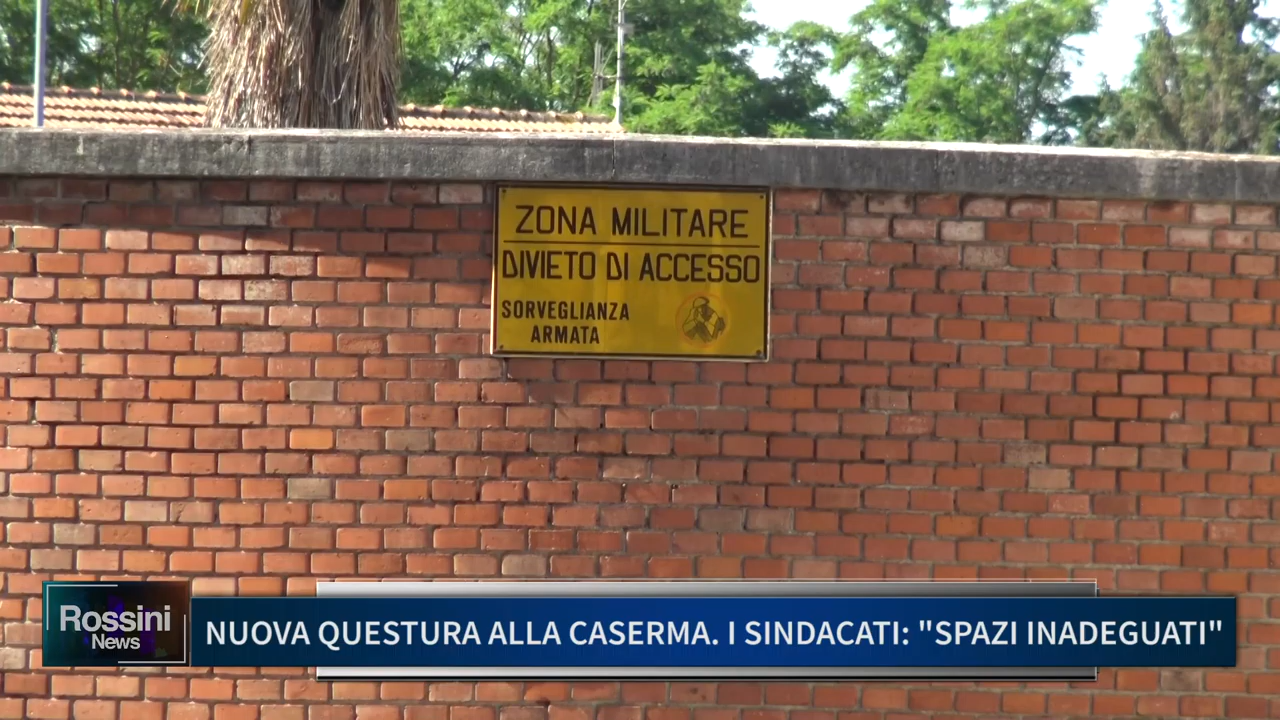 ZONA MILITARE
DIVIETO DI ACCESSO
SORVEGLIANZA
ARMATA
Rossini
News
NUOVA QUESTURA ALLA CASERMA. I SINDACATI: "SPAZI INADEGUATI"